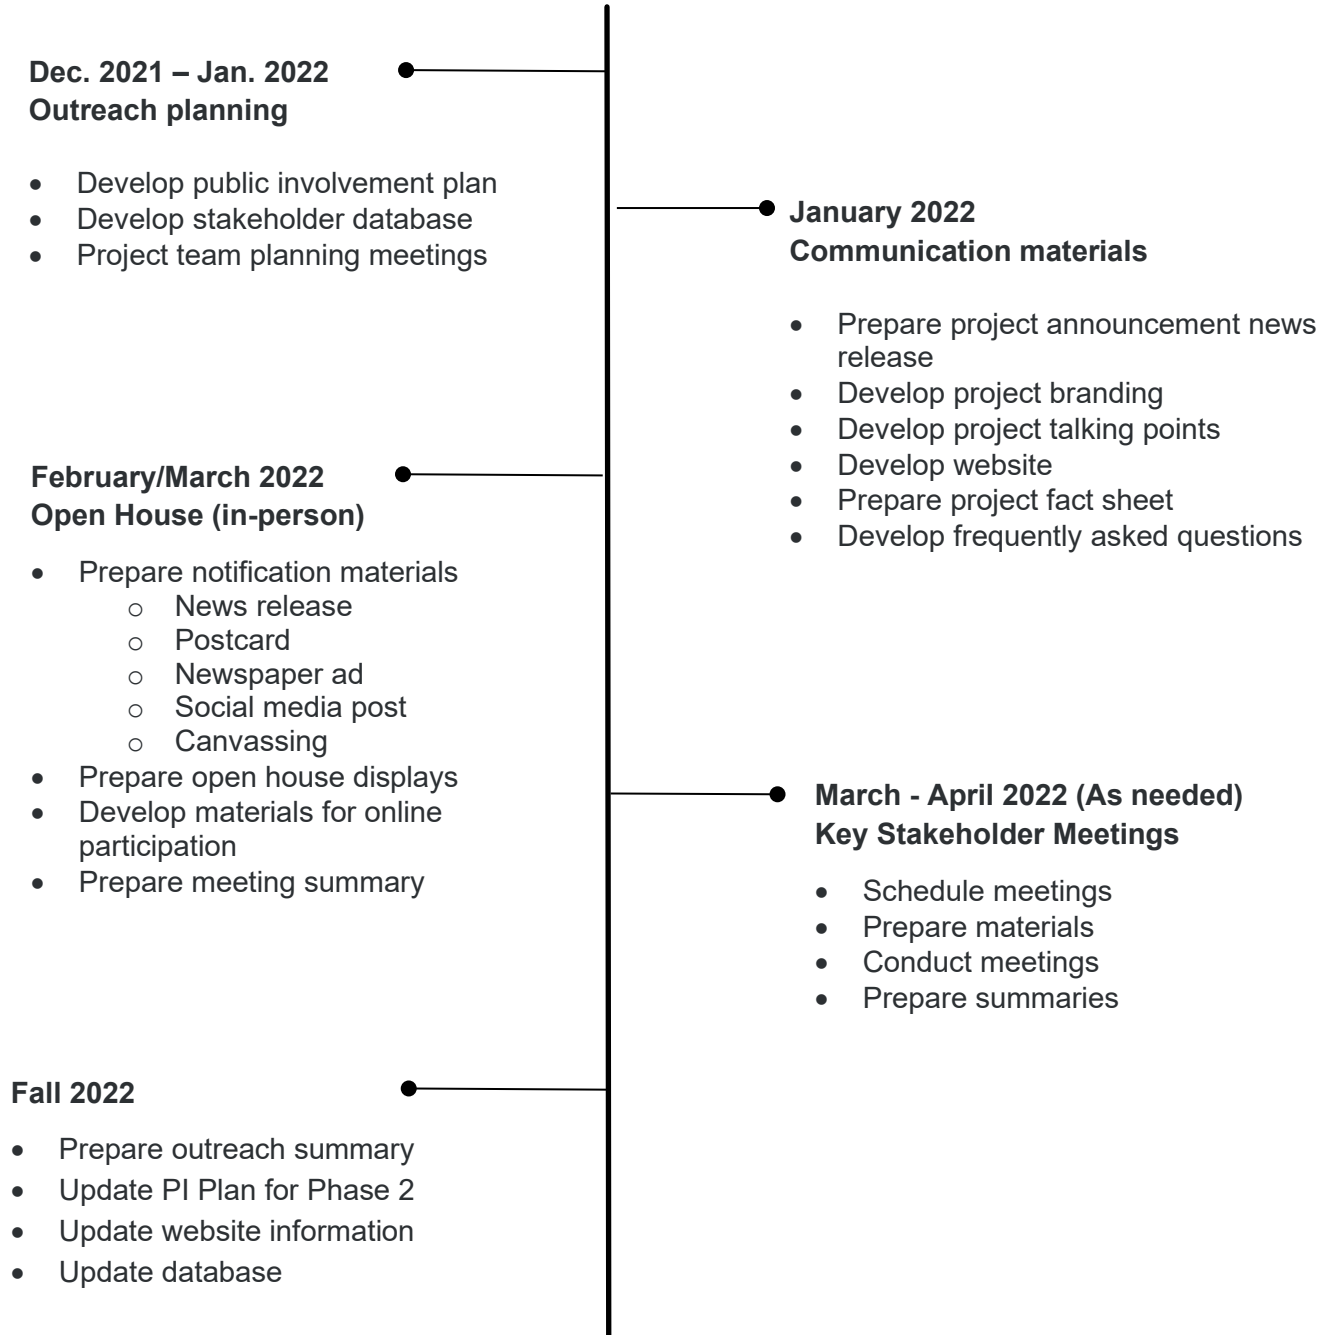 Dec. 2021 – Jan. 2022
Outreach planning
• Develop public involvement plan
• Develop stakeholder database
• Project team planning meetings
January 2022
Communication materials
• Prepare project announcement news
release
• Develop project branding
• Develop project talking points
• Develop website
• Prepare project fact sheet
• Develop frequently asked questions
February/March 2022
Open House (in-person)
• Prepare notification materials
o News release
o Postcard
o Newspaper ad
o Social media post
o Canvassing
• Prepare open house displays
• Develop materials for online
participation
• Prepare meeting summary
March - April 2022 (As needed)
Key Stakeholder Meetings
• Schedule meetings
• Prepare materials
• Conduct meetings
• Prepare summaries
Fall 2022
• Prepare outreach summary
• Update PI Plan for Phase 2
• Update website information
• Update database